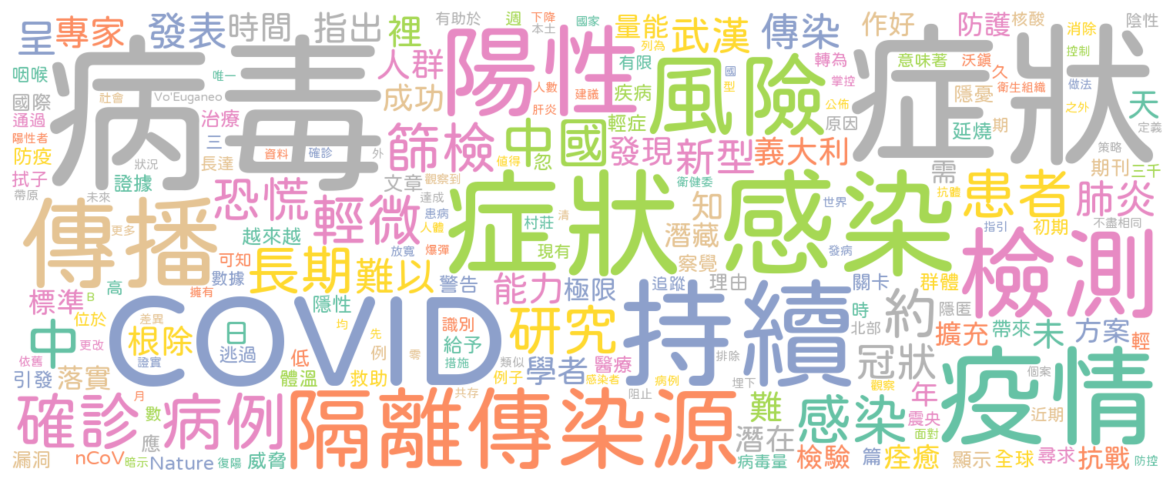 病毒
症狀
陽性
風險
症狀
感染
COVID
持續
檢測
疫情
隔離傳染源
傳播
確診
病例
呈
專家
發表
時間
指出
裡
人群
成功
量能
武漢
傳染
作好
防護
核酸
消除
陰性
有助於
週
下降
本土
國家
列為
有限
轉為
意味著
沃鎮
久
控制
掌控
衛生組織
做法
之外
隱憂
天
定義
策略
三千
延燒
期
期刊
需
咽喉
國際
通過
陽性者
防疫
拭子
帶原
社會
Vo'Euganeo
唯一
治療
三
長達
資料
確診
外
狀況
證據
未來
更多
越來越
恐慌
輕微
篩檢
中國
忍
疾病
輕症
發現
新型
義大利
原因
公佈
人數
肝炎
建議
國
型
值得
文章
觀察到
達成
患病
人體
放寬
爆彈
警告
清
村莊
現有
衛健委
世界
發病
抗體
指引
知
潛藏
察覺
患者
肺炎
初期
不盡相同
可知
數據
擁有
長期
難以
隱性
能力
極限
追蹤
理由
關卡
群體
時
北部
隱匿
約
擴充
帶來
未
方案
輕
標準
B
高
位於
中
差異
根除
日
逃過
均
先
識別
給予
措施
研究
學者
醫療
冠狀
依舊
更改
證實
引發
落實
低
例
零
體溫
救助
類似
例子
感染者
共存
病例
排除
埋下
阻止
觀察
年
個案
震央
近期
面對
月
數
應
漏洞
nCoV
暗示
Nature
復陽
威脅
難
潛在
病毒量
感染
檢驗
篇
痊癒
顯示
全球
尋求
抗戰
防控